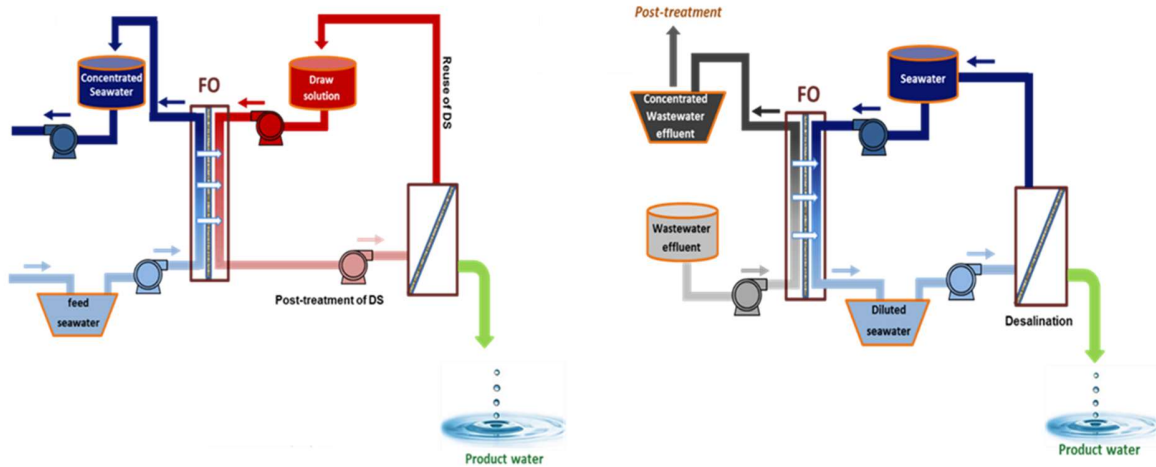 Concentrated
Seawater
FO
Draw
solution
Reuse of DS
feed
seawater
Post-treatment of DS
Product water
Post-treatment
Concentrated
Wastewater
effluent
FO
Seawater
Wastewater
effluent
Diluted
seawater
Desalination
Product water